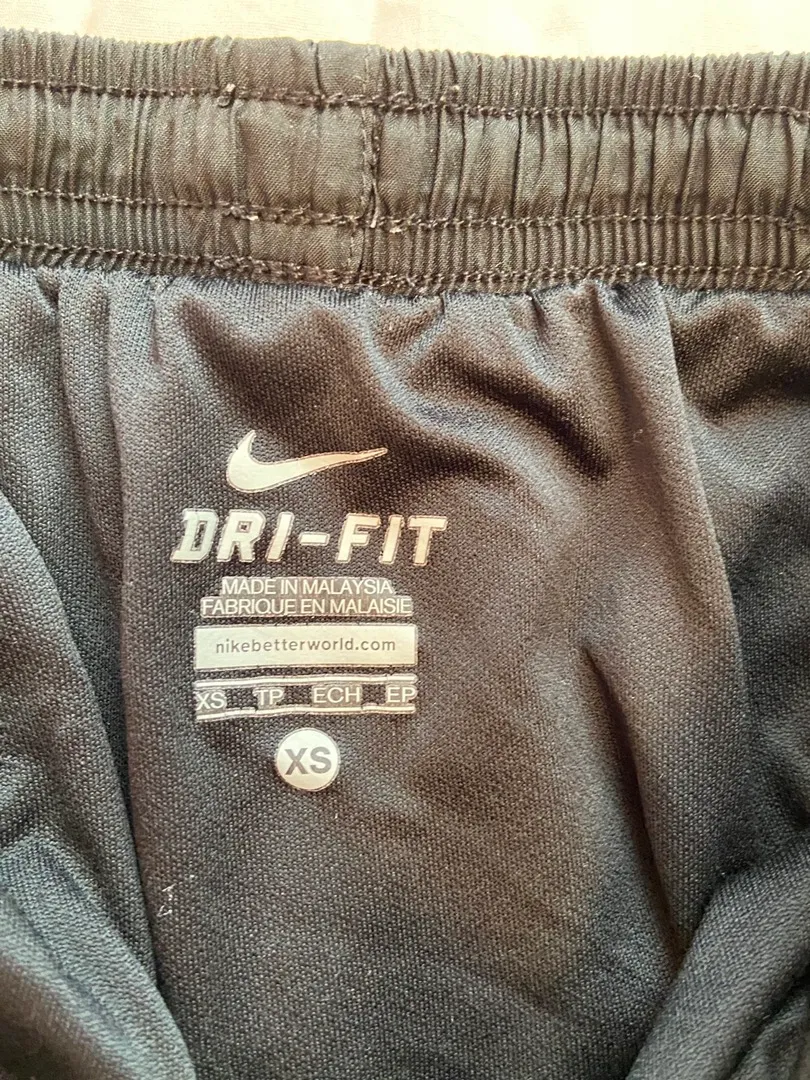 DRI-FIT
MADE IN MALAYSIA
FABRIQUE EN MALAISIE
nikebetterworld.com
XS TP ECH EP
XS